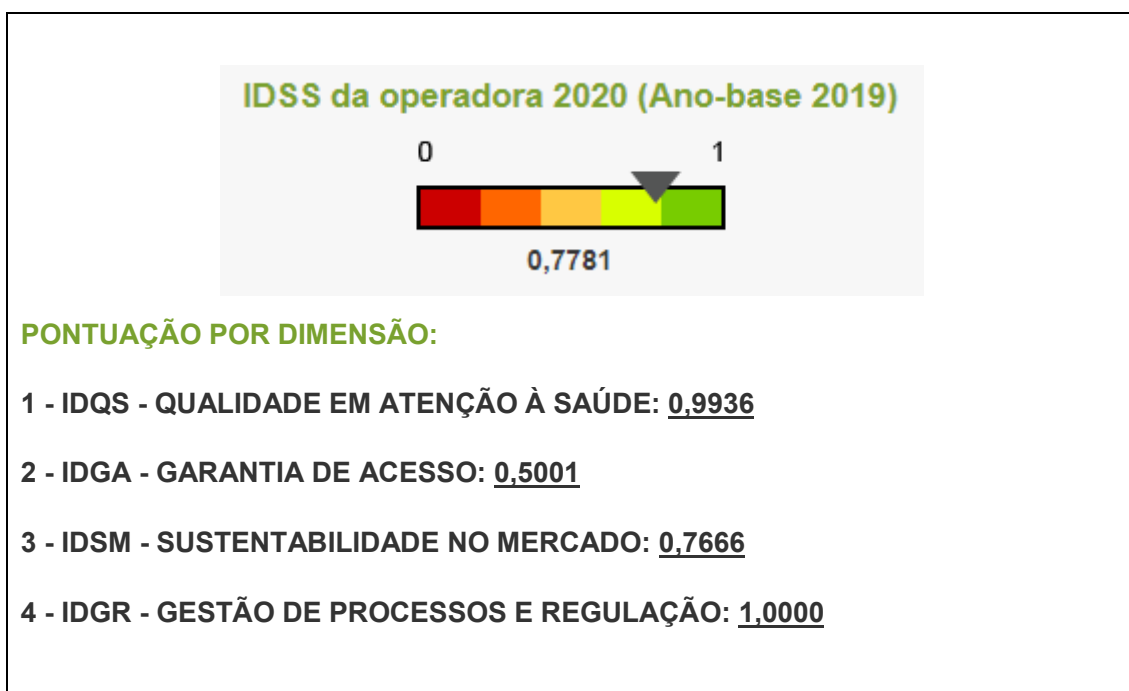 IDSS da operadora 2020 (Ano-base 2019)
0 1
0,7781
PONTUAÇÃO POR DIMENSÃO:
1 - IDQS - QUALIDADE EM ATENÇÃO À SAÚDE: 0,9936
2 - IDGA - GARANTIA DE ACESSO: 0,5001
3 - IDSM - SUSTENTABILIDADE NO MERCADO: 0,7666
4 - IDGR - GESTÃO DE PROCESSOS E REGULAÇÃO: 1,0000